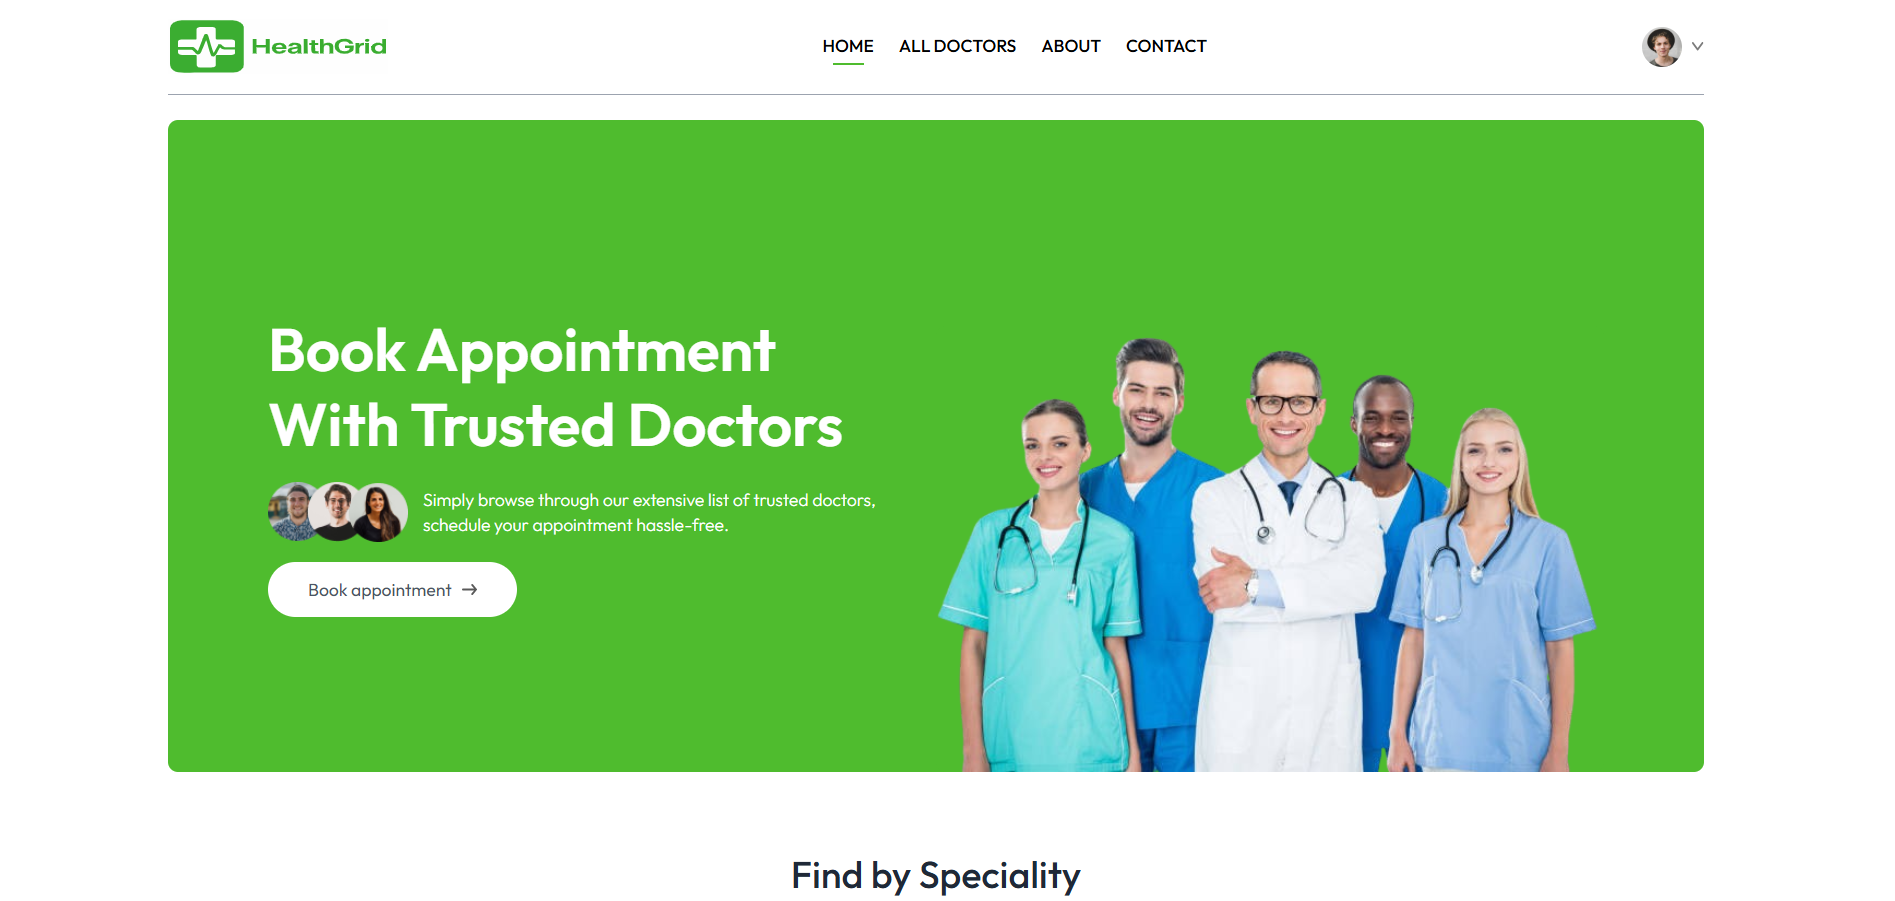 HealthGrid
HOME
ALL DOCTORS
ABOUT
CONTACT
Book Appointment
With Trusted Doctors
Simply browse through our extensive list of trusted doctors,
schedule your appointment hassle-free.
Book appointment →
Find by Speciality